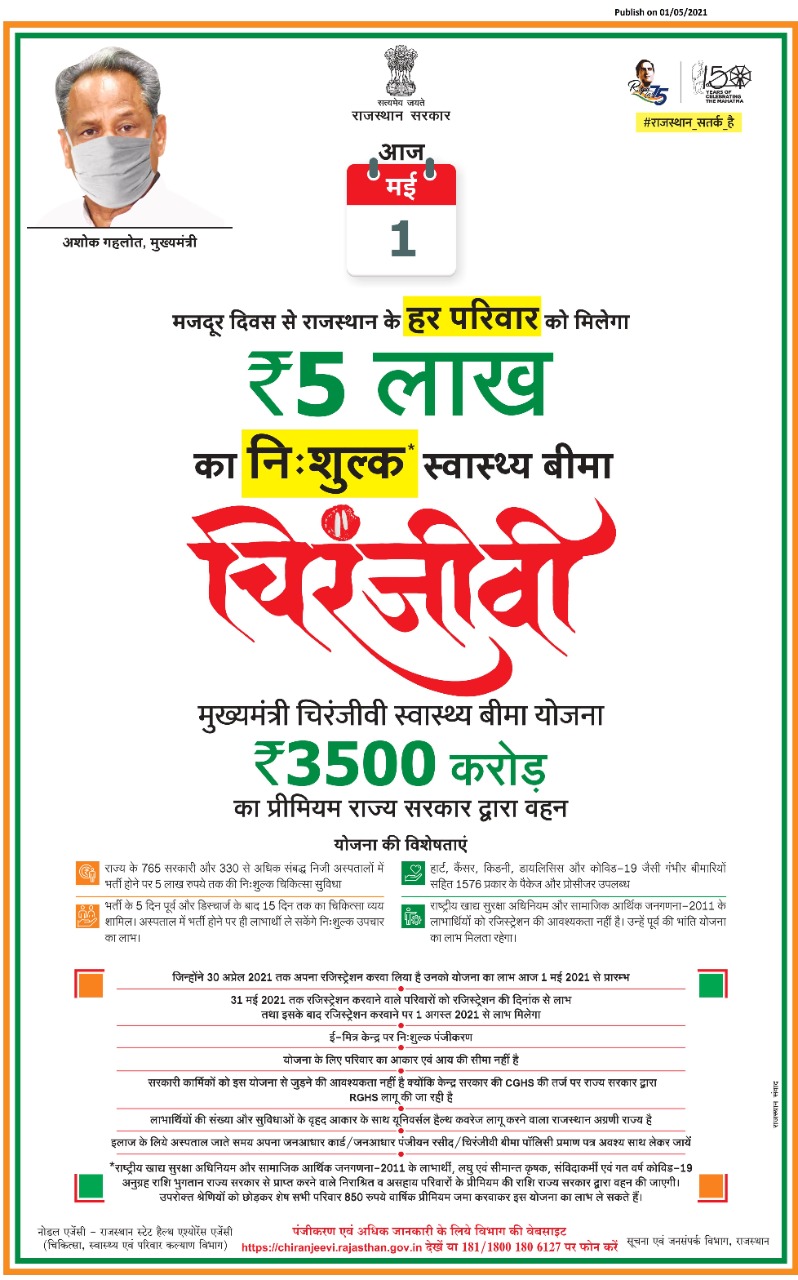 Publish on 01/05/2021
सत्यमेव जयते
राजस्थान सरकार
75
150
YEARS OF
CELEBRATING
THE MAHATMA
#राजस्थान_सतर्क_है
अशोक गहलोत, मुख्यमंत्री
आज
मई
1
मजदूर दिवस से राजस्थान के हर परिवार को मिलेगा
₹5 लाख
का निःशुल्क* स्वास्थ्य बीमा
चिरंजीवी
मुख्यमंत्री चिरंजीवी स्वास्थ्य बीमा योजना
₹3500 करोड़
का प्रीमियम राज्य सरकार द्वारा वहन
योजना की विशेषताएं
राज्य के 765 सरकारी और 330 से अधिक संबद्ध निजी अस्पतालों में
भर्ती होने पर 5 लाख रुपये तक की निःशुल्क चिकित्सा सुविधा
भर्ती के 5 दिन पूर्व और डिस्चार्ज के बाद 15 दिन तक का चिकित्सा व्यय
शामिल। अस्पताल में भर्ती होने पर ही लाभार्थी ले सकेंगे निःशुल्क उपचार
का लाभ।
हार्ट, कैंसर, किडनी, डायलिसिस और कोविड-19 जैसी गंभीर बीमारियों
सहित 1576 प्रकार के पैकेज और प्रोसीजर उपलब्ध
राष्ट्रीय खाद्य सुरक्षा अधिनियम और सामाजिक आर्थिक जनगणना-2011 के
लाभार्थियों को रजिस्ट्रेशन की आवश्यकता नहीं है। उन्हें पूर्व की भांति योजना
का लाभ मिलता रहेगा।
जिन्होंने 30 अप्रेल 2021 तक अपना रजिस्ट्रेशन करवा लिया है उनको योजना का लाभ आज 1 मई 2021 से प्रारम्भ
31 मई 2021 तक रजिस्ट्रेशन करवाने वाले परिवारों को रजिस्ट्रेशन की दिनांक से लाभ
तथा इसके बाद रजिस्ट्रेशन करवाने पर 1 अगस्त 2021 से लाभ मिलेगा
ई-मित्र केन्द्र पर निःशुल्क पंजीकरण
योजना के लिए परिवार का आकार एवं आय की सीमा नहीं है
सरकारी कार्मिकों को इस योजना से जुड़ने की आवश्यकता नहीं है क्योंकि केन्द्र सरकार की CGHS की तर्ज पर राज्य सरकार द्वारा
RGHS लागू की जा रही है
लाभार्थियों की संख्या और सुविधाओं के वृहद आकार के साथ यूनिवर्सल हैल्थ कवरेज लागू करने वाला राजस्थान अग्रणी राज्य है
इलाज के लिये अस्पताल जाते समय अपना जनआधार कार्ड/जनआधार पंजीयन रसीद/चिरंजीवी बीमा पॉलिसी प्रमाण पत्र अवश्य साथ लेकर जायें
*राष्ट्रीय खाद्य सुरक्षा अधिनियम और सामाजिक आर्थिक जनगणना-2011 के लाभार्थी, लघु एवं सीमान्त कृषक, संविदाकर्मी एवं गत वर्ष कोविड-19
अनुग्रह राशि भुगतान राज्य सरकार से प्राप्त करने वाले निराश्रित व असहाय परिवारों के प्रीमियम की राशि राज्य सरकार द्वारा वहन की जाएगी।
उपरोक्त श्रेणियों को छोड़कर शेष सभी परिवार 850 रुपये वार्षिक प्रीमियम जमा करवाकर इस योजना का लाभ ले सकते हैं।
राजस्थान संवाद
नोडल एजेंसी – राजस्थान स्टेट हैल्थ एश्योरेंस एजेंसी
(चिकित्सा, स्वास्थ्य एवं परिवार कल्याण विभाग)
पंजीकरण एवं अधिक जानकारी के लिये विभाग की वेबसाइट
https://chiranjeevi.rajasthan.gov.in देखें या 181/1800 180 6127 पर फोन करें
सूचना एवं जनसंपर्क विभाग, राजस्थान